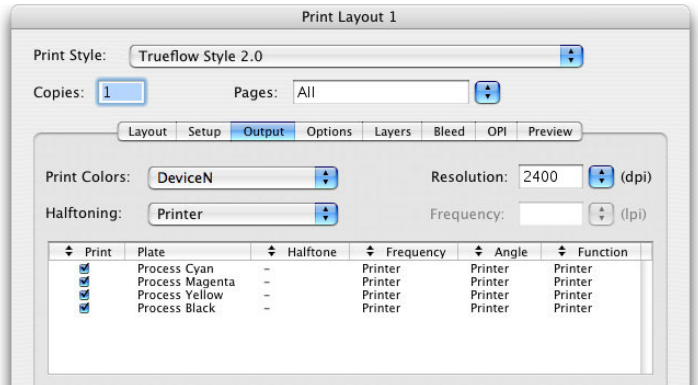 Print Layout 1
Print Style: Trueflow Style 2.0
Copies: 1 Pages: All
Layout Setup Output Options Layers Bleed OPI Preview
Print Colors: DeviceN Resolution: 2400 (dpi)
Halftoning: Printer Frequency: (lpi)
Print Plate Halftone Frequency Angle Function
Process Cyan – Printer Printer Printer
Process Magenta – Printer Printer Printer
Process Yellow – Printer Printer Printer
Process Black – Printer Printer Printer